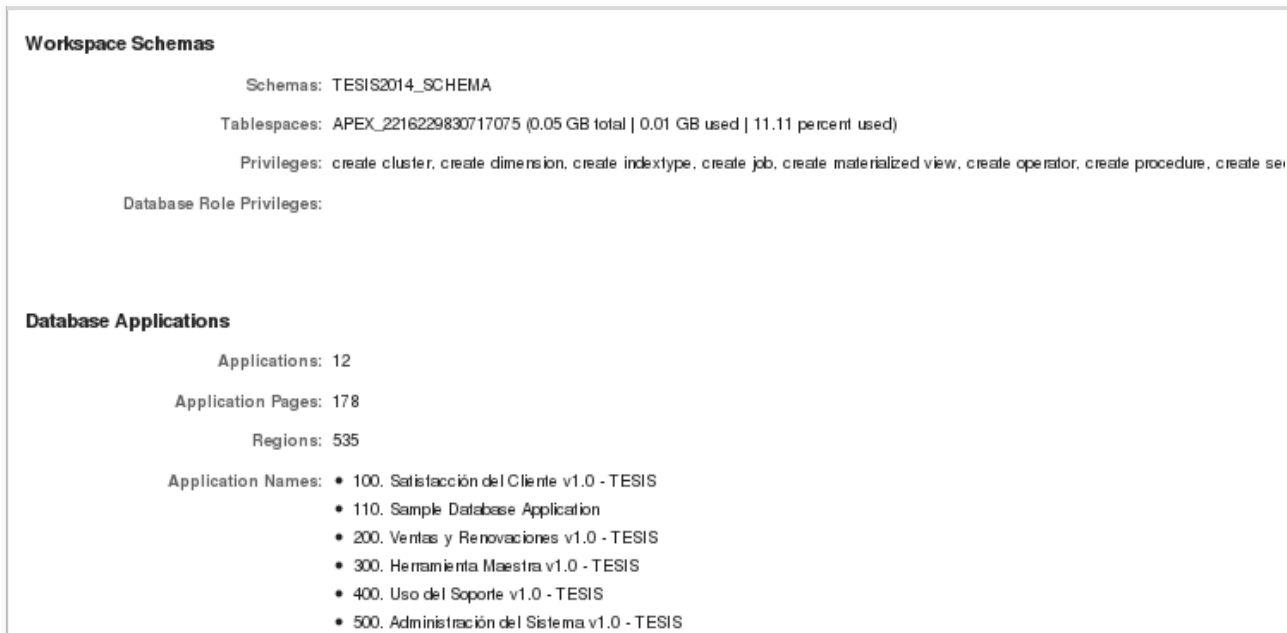 Workspace Schemas
Schemas: TESIS2014_SCHEMA
Tablespaces: APEX_2216229830717075 (0.05 GB total | 0.01 GB used | 11.11 percent used)
Privileges: create cluster, create dimension, create indextype, create job, create materialized view, create operator, create procedure, create
Database Role Privileges:
Database Applications
Applications: 12
Application Pages: 178
Regions: 535
Application Names: • 100. Satistacción del Cliente v1.0 - TESIS
• 110. Sample Database Application
• 200. Ventas y Renovaciones v1.0 - TESIS
• 300. Herramienta Maestra v1.0 - TESIS
• 400. Uso del Soporte v1.0 - TESIS
• 500. Administración del Sistema v1.0 - TESIS